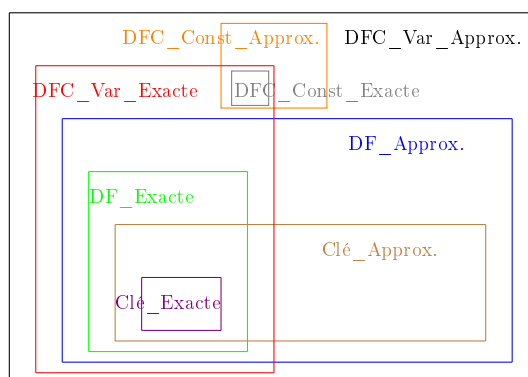 DFC_Const_Approx. DFC_Var_Approx.
DFC_Var_Exacte DFC_Const_Exacte
DF_Approx.
DF_Exacte
Clé_Approx.
Clé_Exacte